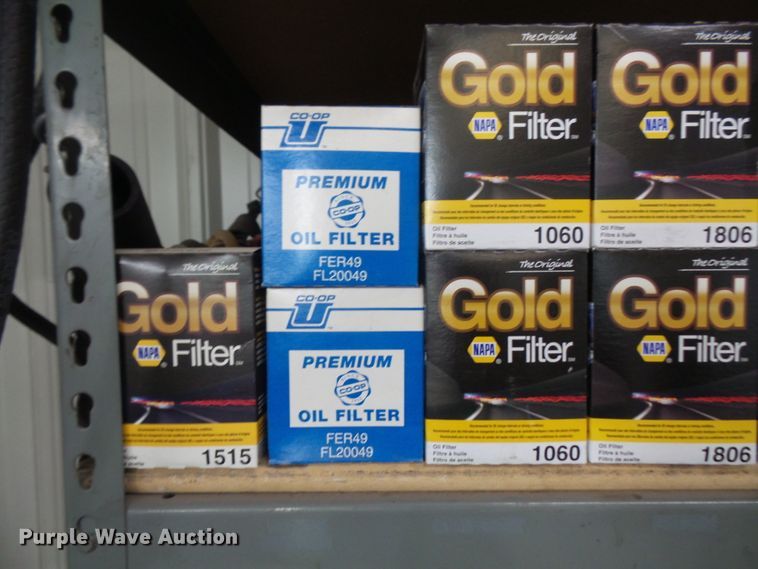 The Original
Gold
NAPA Filter
Oil Filter
Filtre à huile
Filtro de aceite
1060
The Original
Gold
NAPA Filter
Oil Filter
Filtre à huile
Filtro de aceite
1806
CO-OP
U
PREMIUM
CO-OP
OIL FILTER
FER49
FL20049
The Original
Gold
NAPA Filter
1515
CO-OP
U
PREMIUM
CO-OP
OIL FILTER
FER49
FL20049
The Original
Gold
NAPA Filter
Oil Filter
Filtre à huile
Filtro de aceite
1060
Gold
NAPA Filter
Oil Filter
Filtre à huile
Filtro de aceite
1806
Purple Wave Auction